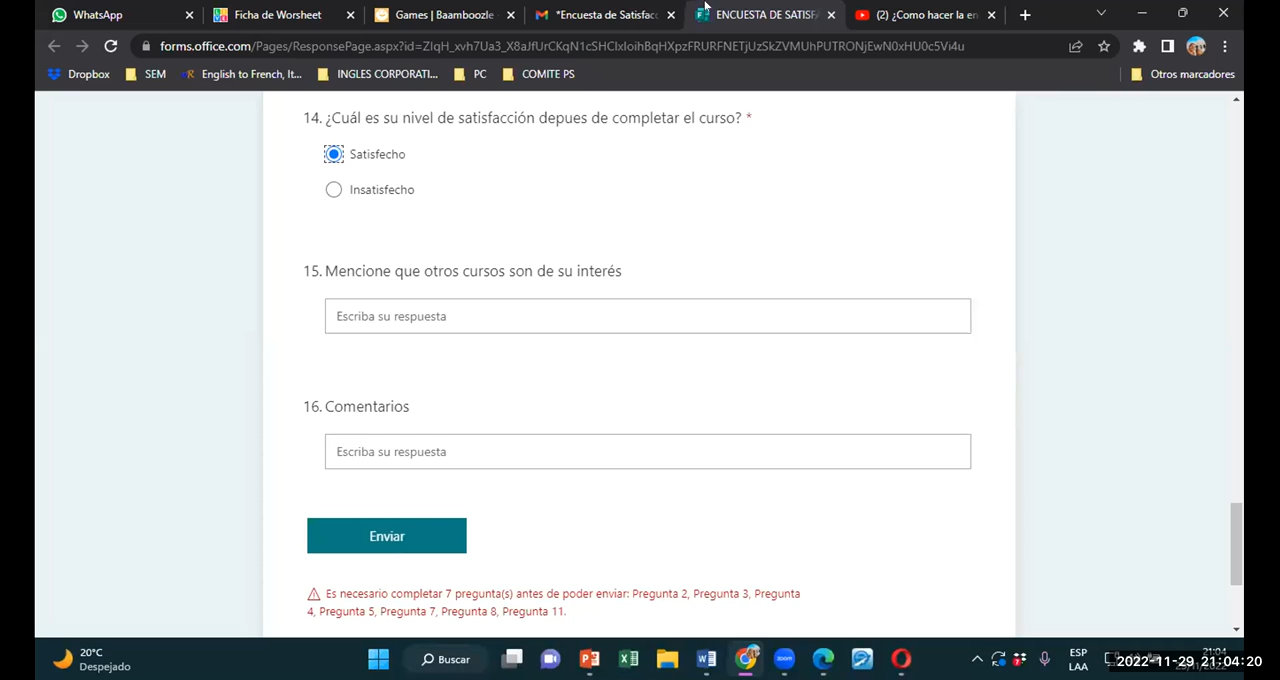 WhatsApp
Ficha de Worsheet
Games | Baamboozle
*Encuesta de Satisfac
ENCUESTA DE SATISF
(2) ¿Como hacer la en
forms.office.com/Pages/ResponsePage.aspx?id=ZIqH_xvh7Ua3_X8aJfUrCKqN1cSHClxIoihBqHXpzFRURFNETjUzSkZVMUhPUTRONjEwN0xHU0c5Vi4u
Dropbox
SEM
English to French, It...
INGLES CORPORATI...
PC
COMITE PS
Otros marcadores
14. ¿Cuál es su nivel de satisfacción depues de completar el curso? *
Satisfecho
Insatisfecho
15. Mencione que otros cursos son de su interés
Escriba su respuesta
16. Comentarios
Escriba su respuesta
Enviar
Es necesario completar 7 pregunta(s) antes de poder enviar: Pregunta 2, Pregunta 3, Pregunta
4, Pregunta 5, Pregunta 7, Pregunta 8, Pregunta 11.
20°C
Despejado
Buscar
ESP
LAA
21:04
2022-11-29 21:04:20